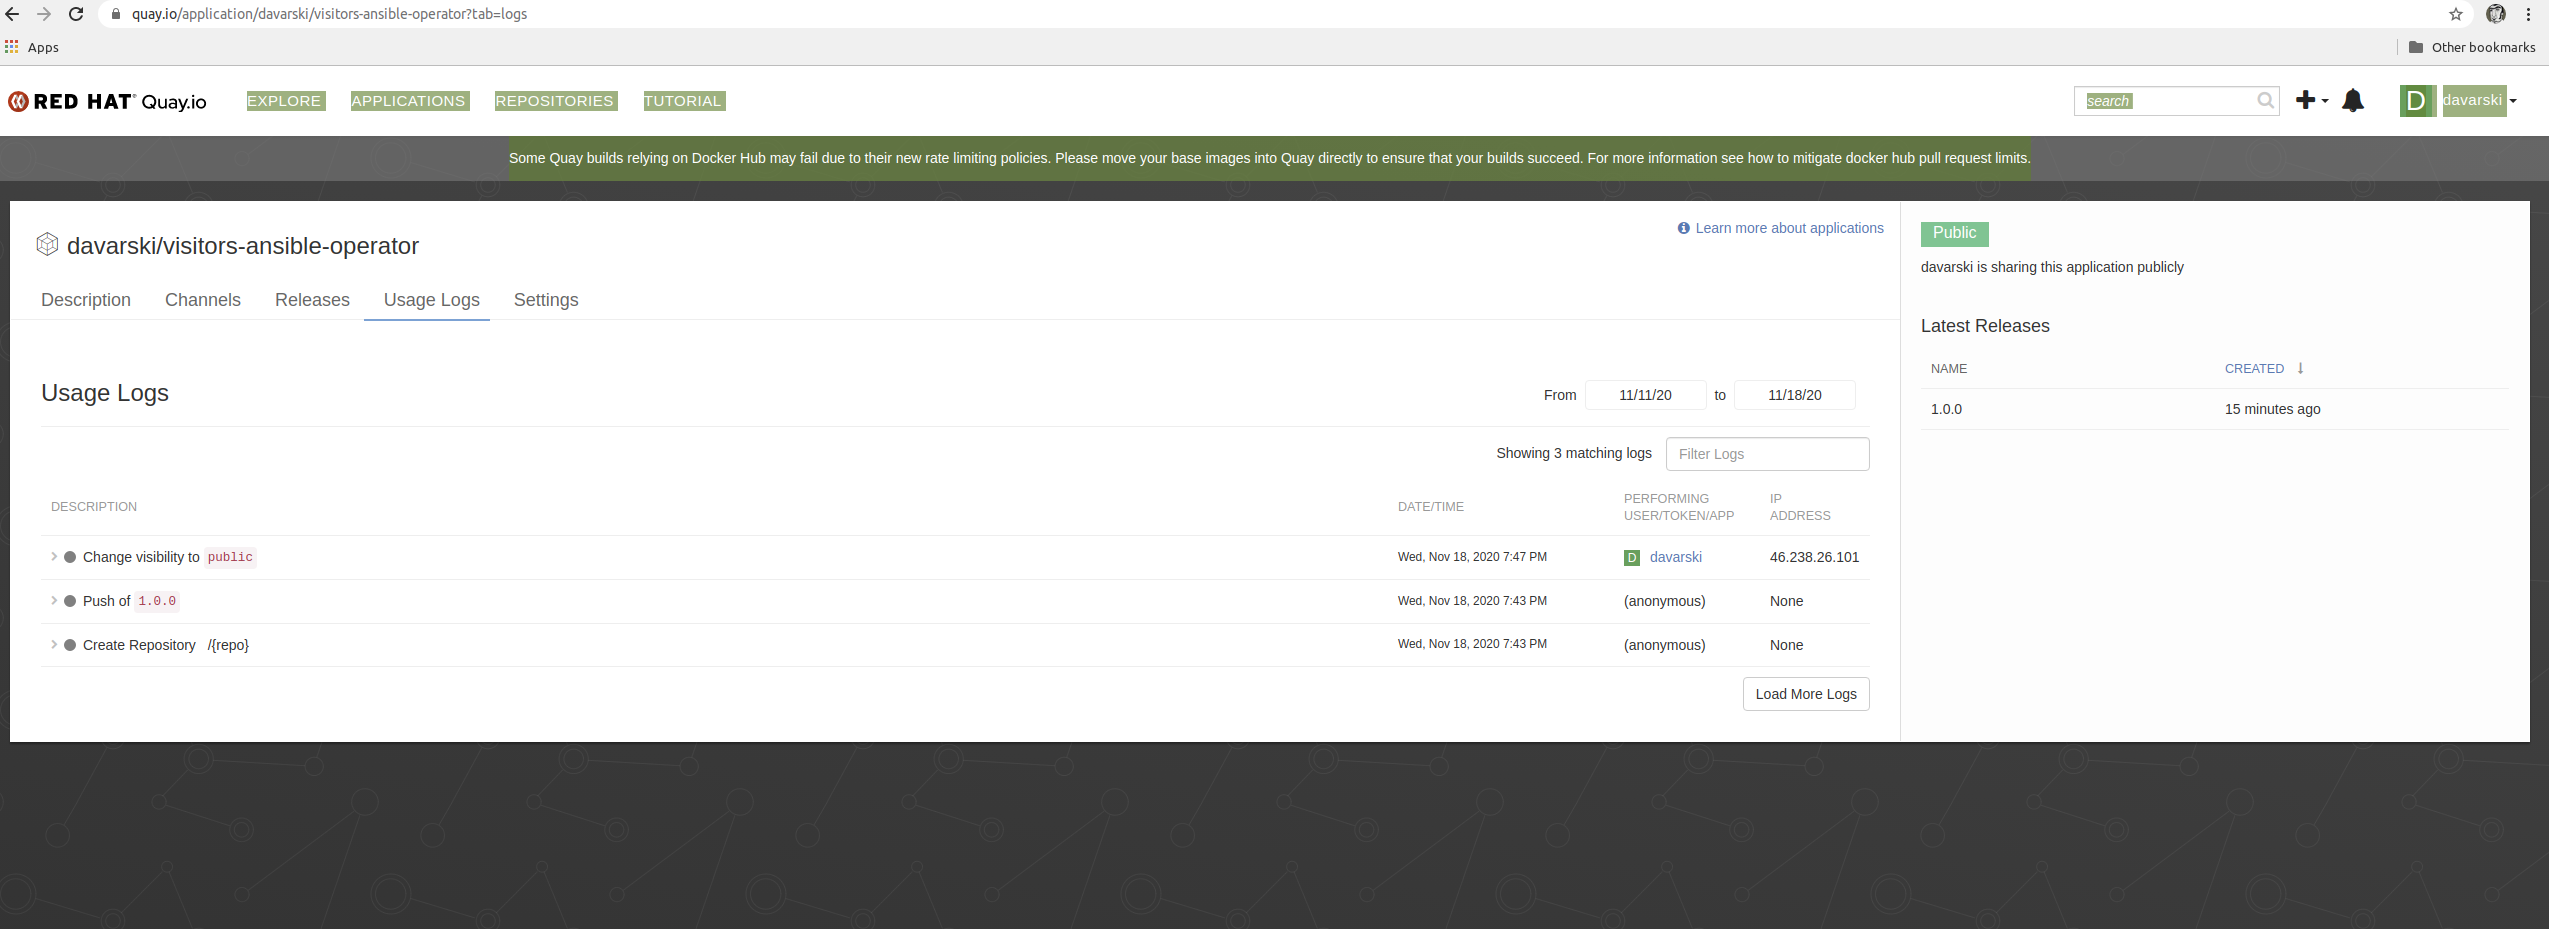 quay.io/application/davarski/visitors-ansible-operator?tab=logs
Apps
Other bookmarks
RED HAT® Quay.io
EXPLORE APPLICATIONS REPOSITORIES TUTORIAL
search
D davarski
Some Quay builds relying on Docker Hub may fail due to their new rate limiting policies. Please move your base images into Quay directly to ensure that your builds succeed. For more information see how to mitigate docker hub pull request limits.
Learn more about applications
davarski/visitors-ansible-operator
Description Channels Releases Usage Logs Settings
Usage Logs
From 11/11/20 to 11/18/20
Showing 3 matching logs Filter Logs
DESCRIPTION DATE/TIME PERFORMING USER/TOKEN/APP IP ADDRESS
Change visibility to public Wed, Nov 18, 2020 7:47 PM D davarski 46.238.26.101
Push of 1.0.0 Wed, Nov 18, 2020 7:43 PM (anonymous) None
Create Repository /{repo} Wed, Nov 18, 2020 7:43 PM (anonymous) None
Load More Logs
Public
davarski is sharing this application publicly
Latest Releases
NAME CREATED
1.0.0 15 minutes ago